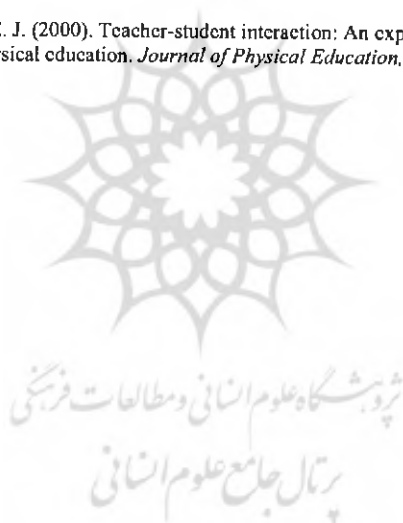 . J. (2000). Teacher-student interaction: An exp
sical education. Journal of Physical Education,
پژوهشگاه علوم انسانی و مطالعات فرهنگی
پرتال جامع علوم انسانی